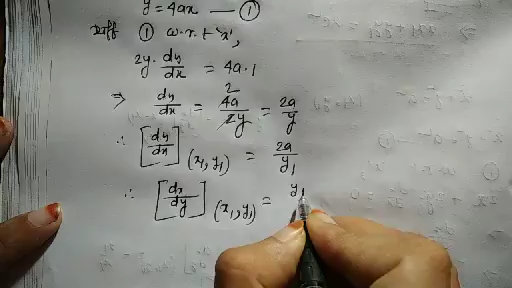 y = 4ax — ①
Diff ① w.r.t 'x',
2y. dy/dx = 4a.1
⇒ dy/dx = 4a/2y 2 = 2a/y
∴ [dy/dx] (x₁, y₁) = 2a/y₁
∴ [dx/dy] (x₁, y₁) = y₁